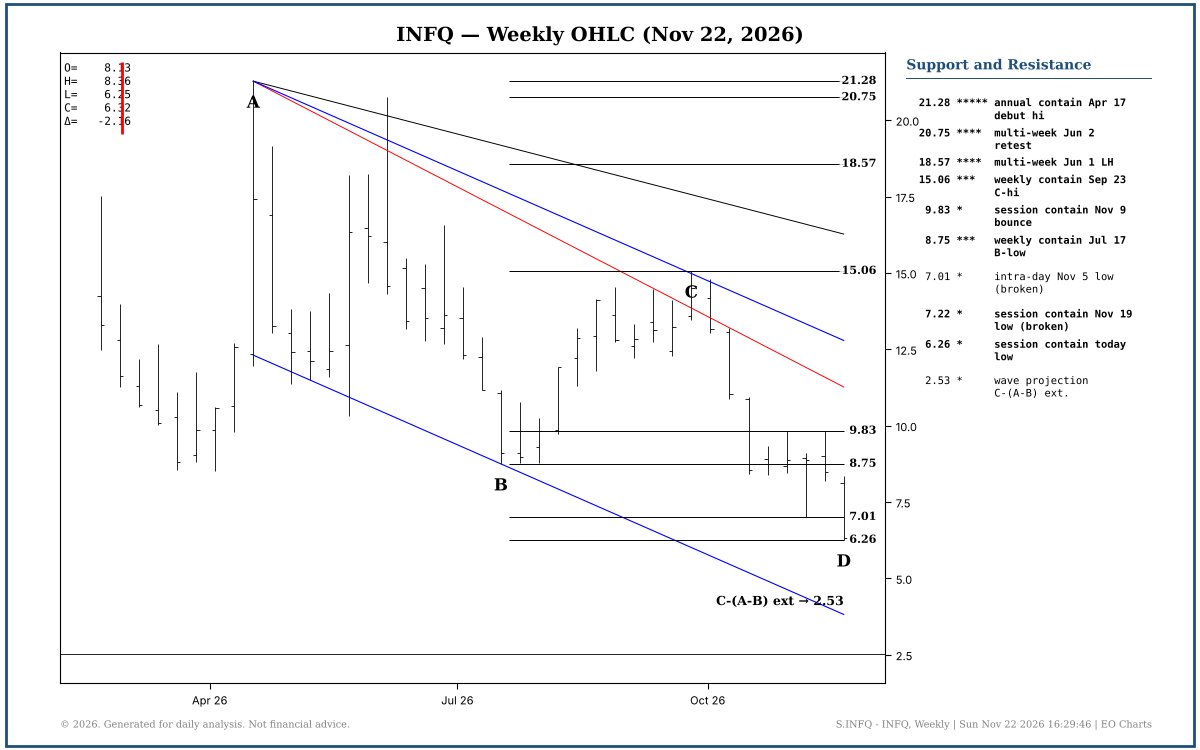 INFQ — Weekly OHLC (Nov 22, 2026)
O= 8.13
H= 8.36
L= 6.25
C= 6.32
Δ= -2.16
A
B
C
D
21.28
20.75
18.57
15.06
9.83
8.75
7.01
6.26
C-(A-B) ext → 2.53
20.0
17.5
15.0
12.5
10.0
7.5
5.0
2.5
Apr 26
Jul 26
Oct 26
Support and Resistance
21.28 ***** annual contain Apr 17
debut hi
20.75 **** multi-week Jun 2
retest
18.57 **** multi-week Jun 1 LH
15.06 *** weekly contain Sep 23
C-hi
9.83 * session contain Nov 9
bounce
8.75 *** weekly contain Jul 17
B-low
7.01 * intra-day Nov 5 low
(broken)
7.22 * session contain Nov 19
low (broken)
6.26 * session contain today
low
2.53 * wave projection
C-(A-B) ext.
© 2026. Generated for daily analysis. Not financial advice.
S.INFQ - INFQ, Weekly | Sun Nov 22 2026 16:29:46 | EO Charts